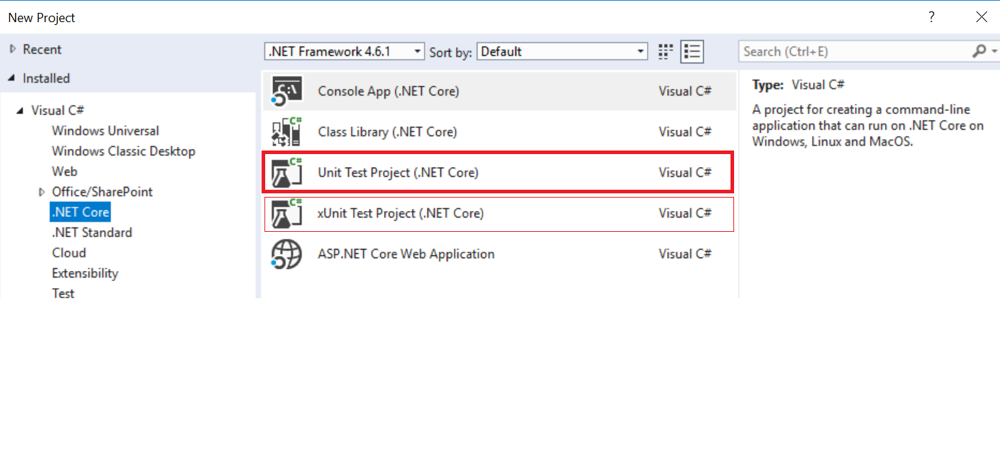 New Project
?
Recent
Installed
Visual C#
Windows Universal
Windows Classic Desktop
Web
Office/SharePoint
.NET Core
.NET Standard
Cloud
Extensibility
Test
.NET Framework 4.6.1 Sort by: Default
C:\ Console App (.NET Core) Visual C#
C# Class Library (.NET Core) Visual C#
C# Unit Test Project (.NET Core) Visual C#
C# xUnit Test Project (.NET Core) Visual C#
ASP.NET Core Web Application Visual C#
Search (Ctrl+E)
Type: Visual C#
A project for creating a command-line
application that can run on .NET Core on
Windows, Linux and MacOS.